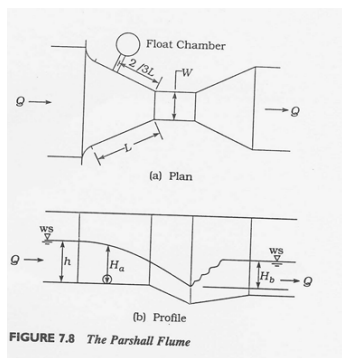 Float Chamber
2/3L
W
Q
Q
L
(a) Plan
ws
ws
Q
h
Ha
Hb
Q
(b) Profile
FIGURE 7.8 The Parshall Flume